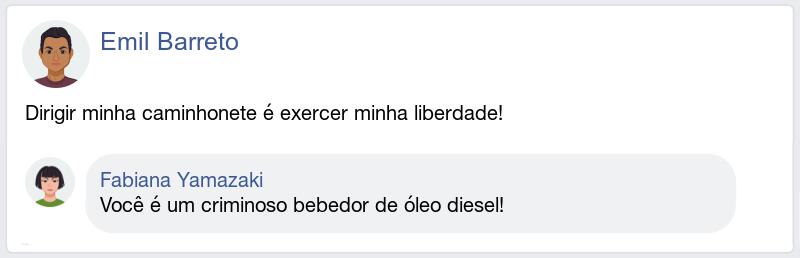 Emil Barreto
Dirigir minha caminhonete é exercer minha liberdade!
Fabiana Yamazaki
Você é um criminoso bebedor de óleo diesel!